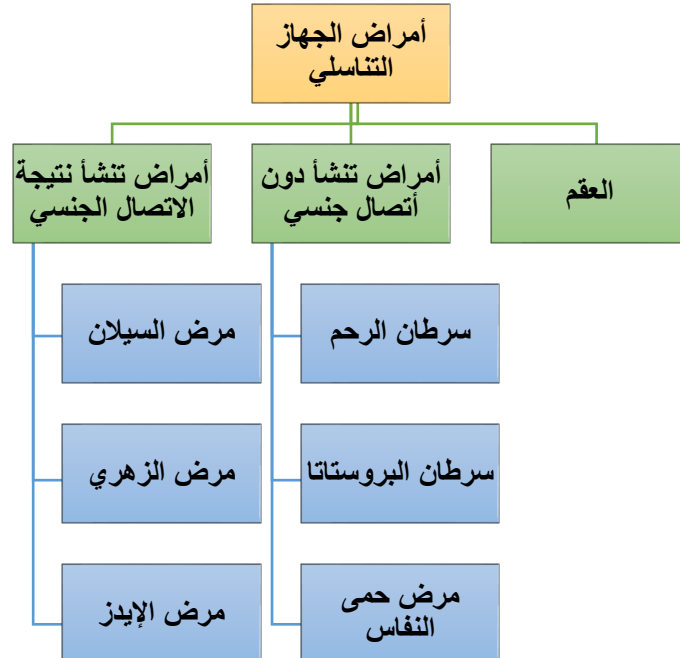 أمراض الجهاز
التناسلي
العقم
أمراض تنشأ دون
أتصال جنسي
أمراض تنشأ نتيجة
الاتصال الجنسي
سرطان الرحم
سرطان البروستاتا
مرض حمى
النفاس
مرض السيلان
مرض الزهري
مرض الإيدز